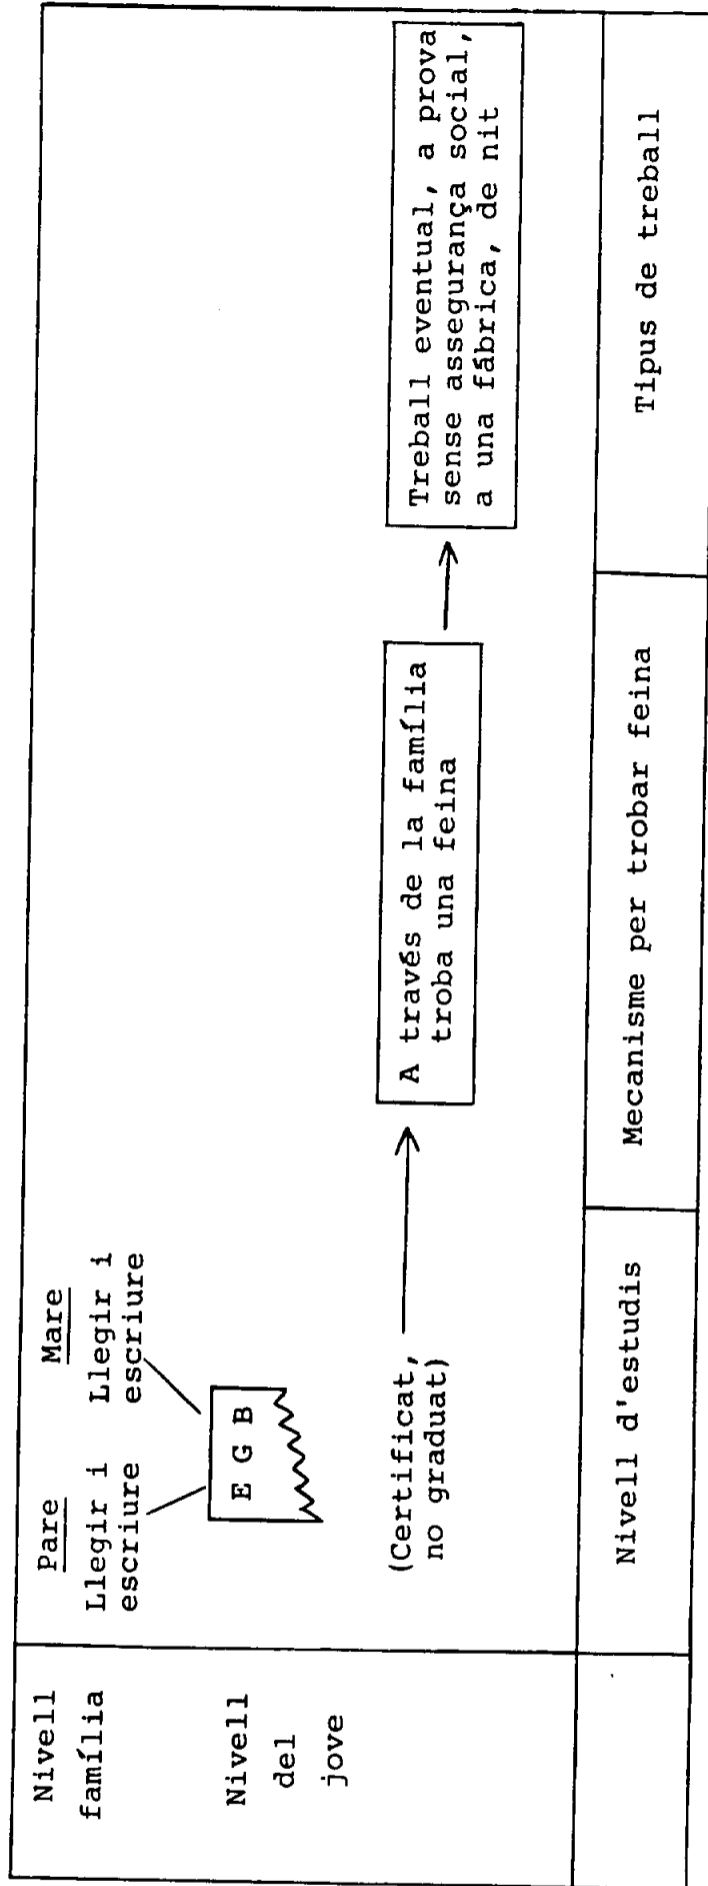 Nivell
família
Pare
Llegir i
escriure
Mare
Llegir i
escriure
Nivell
del
jove
E G B
(Certificat,
no graduat)
A través de la família
troba una feina
Treball eventual, a prova
sense assegurança social,
a una fábrica, de nit
Nivell d'estudis
Mecanisme per trobar feina
Tipus de treball